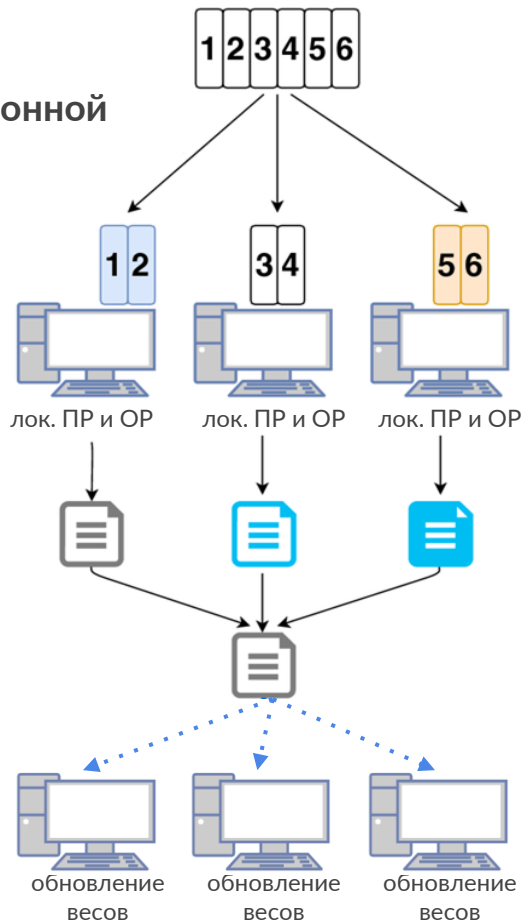 1 2 3 4 5 6
онной
1 2 3 4 5 6
лок. ПР и ОР лок. ПР и ОР лок. ПР и ОР
обновление обновление обновление
весов весов весов